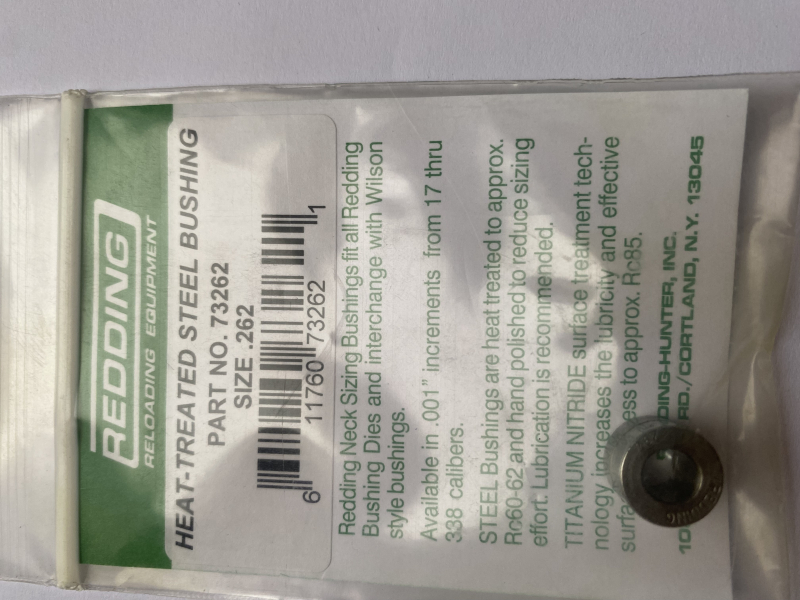 REDDING
RELOADING EQUIPMENT
HEAT-TREATED STEEL BUSHING
PART NO. 73262
SIZE .262
6 11760 73262 1
Redding Neck Sizing Bushings fit all Redding
Bushing Dies and interchange with Wilson
style bushings.
Available in .001" increments from 17 thru
338 calibers.
STEEL Bushings are heat treated to approx.
Rc60-62 and hand polished to reduce sizing
effort. Lubrication is recommended.
TITANIUM NITRIDE surface treatment tech-
nology increases the lubricity and effective
to approx. Rc85.
INC.
RD./CORTLAND, N.Y. 13045
REDDING